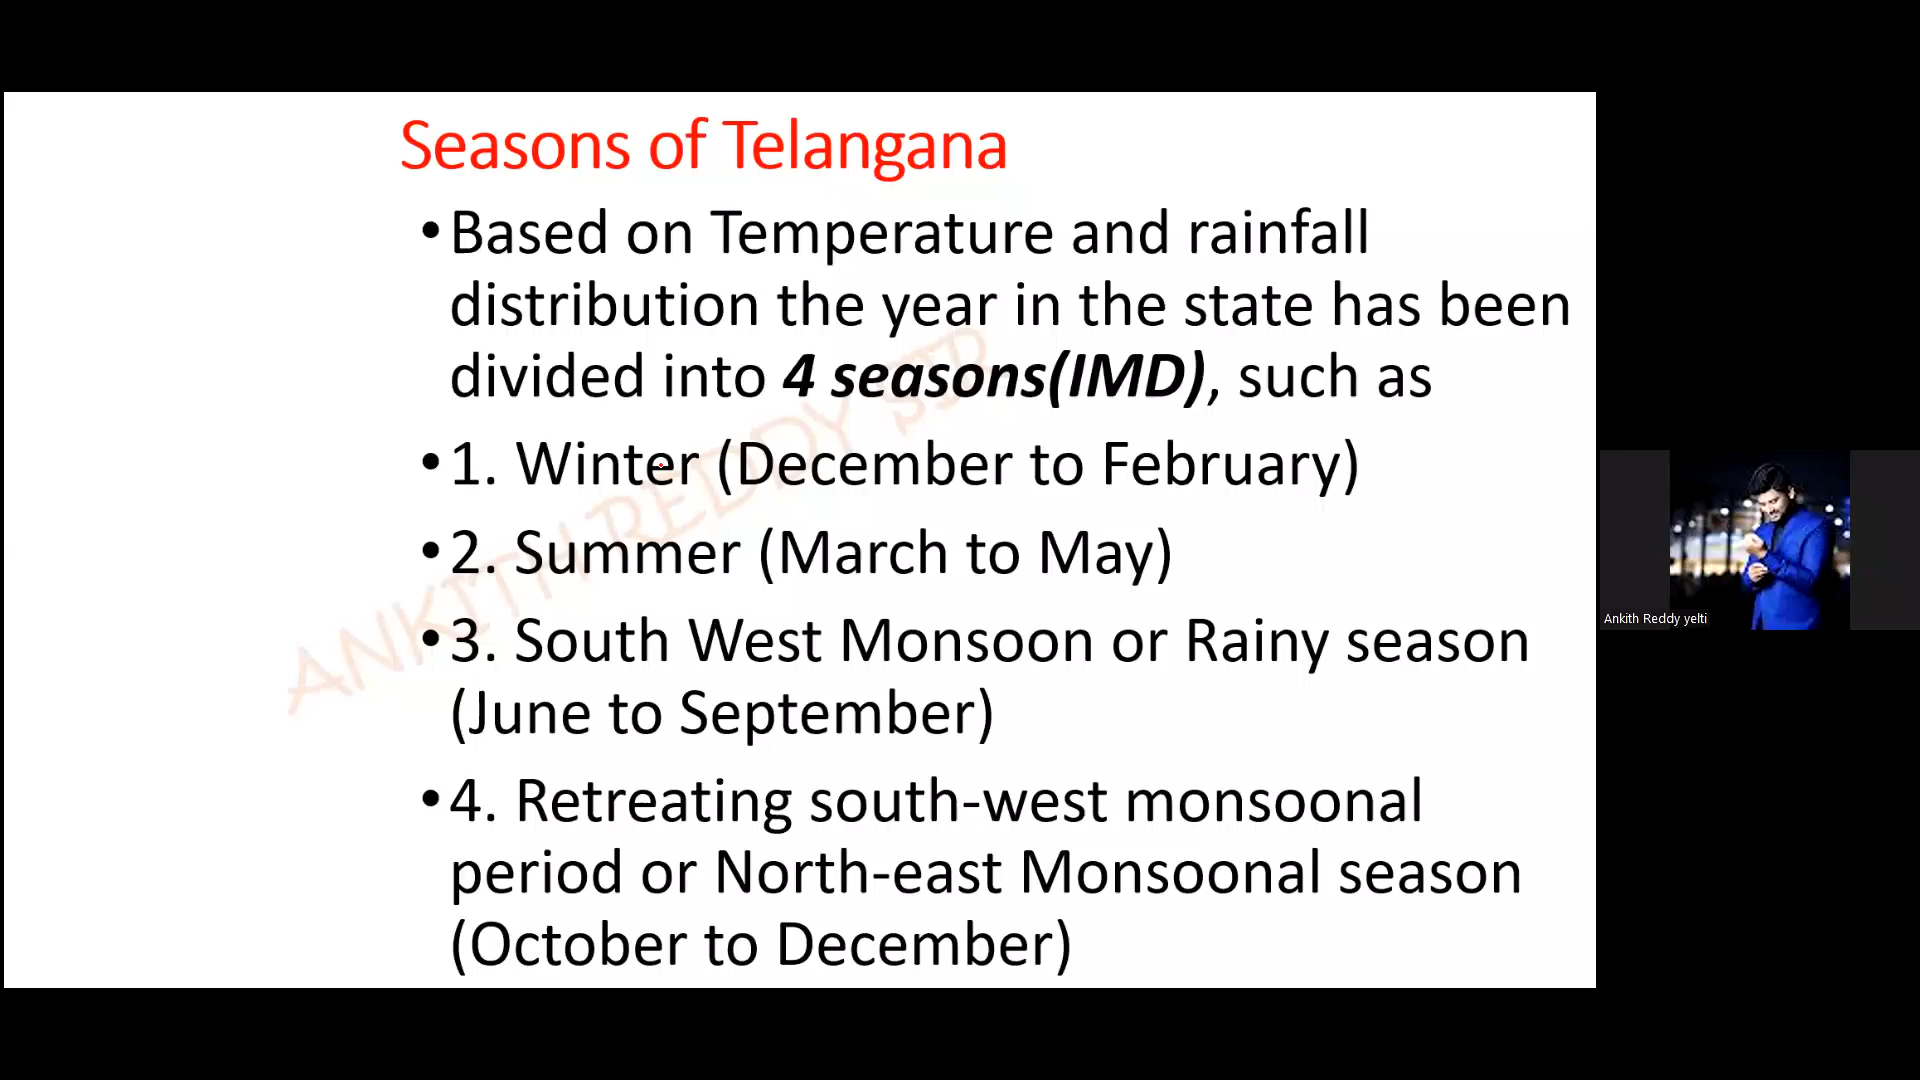 Seasons of Telangana
•Based on Temperature and rainfall
distribution the year in the state has been
divided into 4 seasons(IMD), such as
•1. Winter (December to February)
•2. Summer (March to May)
•3. South West Monsoon or Rainy season
(June to September)
•4. Retreating south-west monsoonal
period or North-east Monsoonal season
(October to December)
ANKITH REDDY SIR
Ankith Reddy yelti